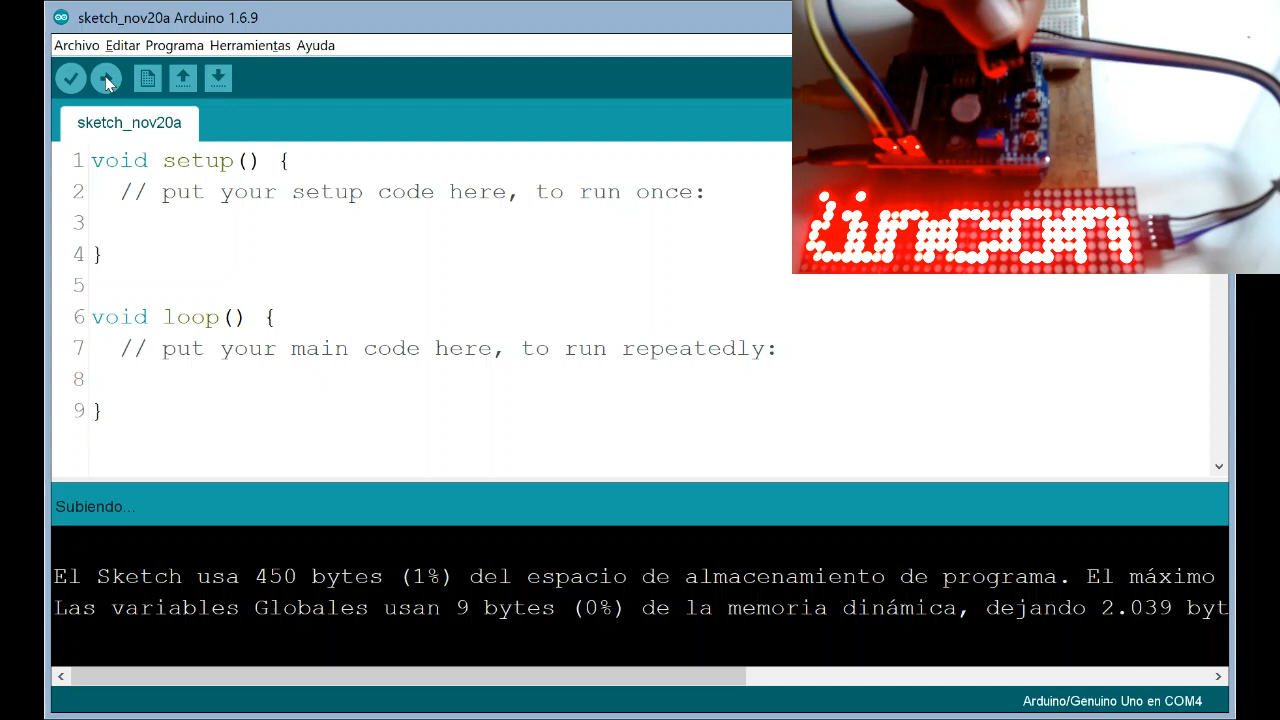 sketch_nov20a Arduino 1.6.9
Archivo Editar Programa Herramientas Ayuda
sketch_nov20a
1 void setup() {
2 // put your setup code here, to run once:
3
4 }
5
6 void loop() {
7 // put your main code here, to run repeatedly:
8
9 }
Subiendo...
El Sketch usa 450 bytes (1%) del espacio de almacenamiento de programa. El máximo
Las variables Globales usan 9 bytes (0%) de la memoria dinámica, dejando 2.039 byt
Arduino/Genuino Uno en COM4